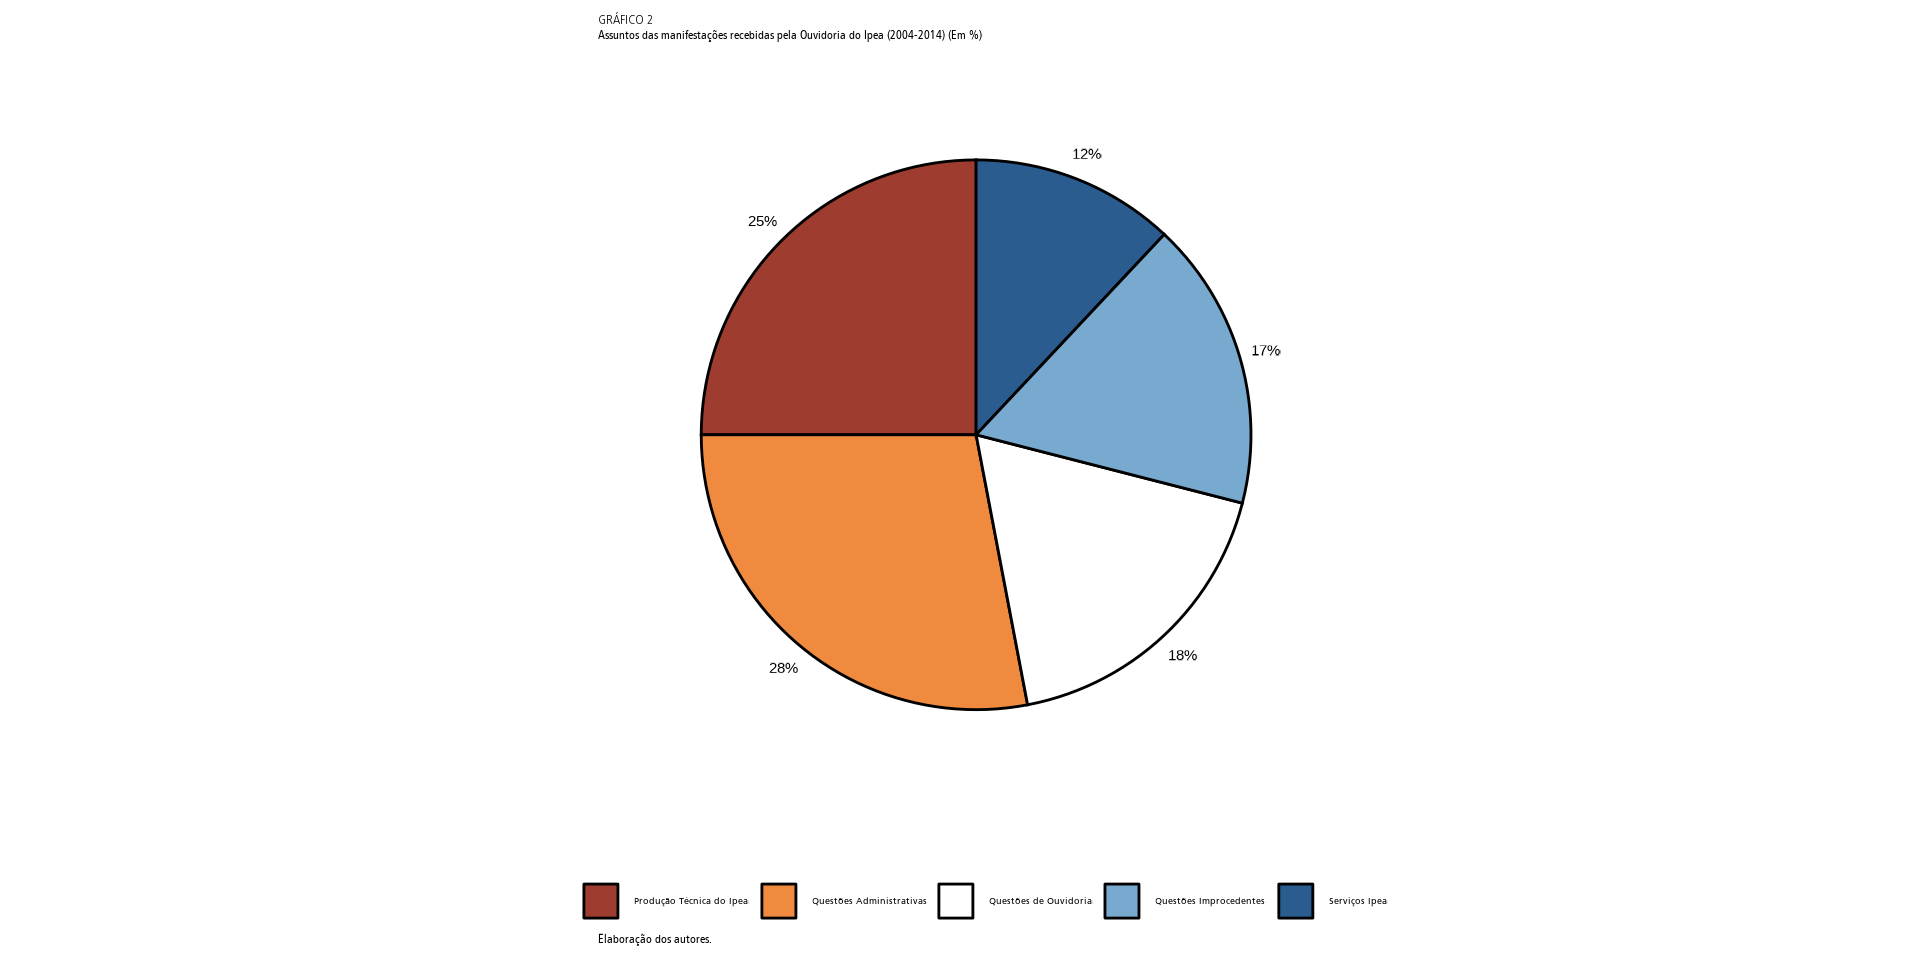 GRÁFICO 2
Assuntos das manifestações recebidas pela Ouvidoria do Ipea (2004-2014) (Em %)
12%
25%
17%
18%
28%
Produção Técnica do Ipea
Questões Administrativas
Questões de Ouvidoria
Questões Improcedentes
Serviços Ipea
Elaboração dos autores.